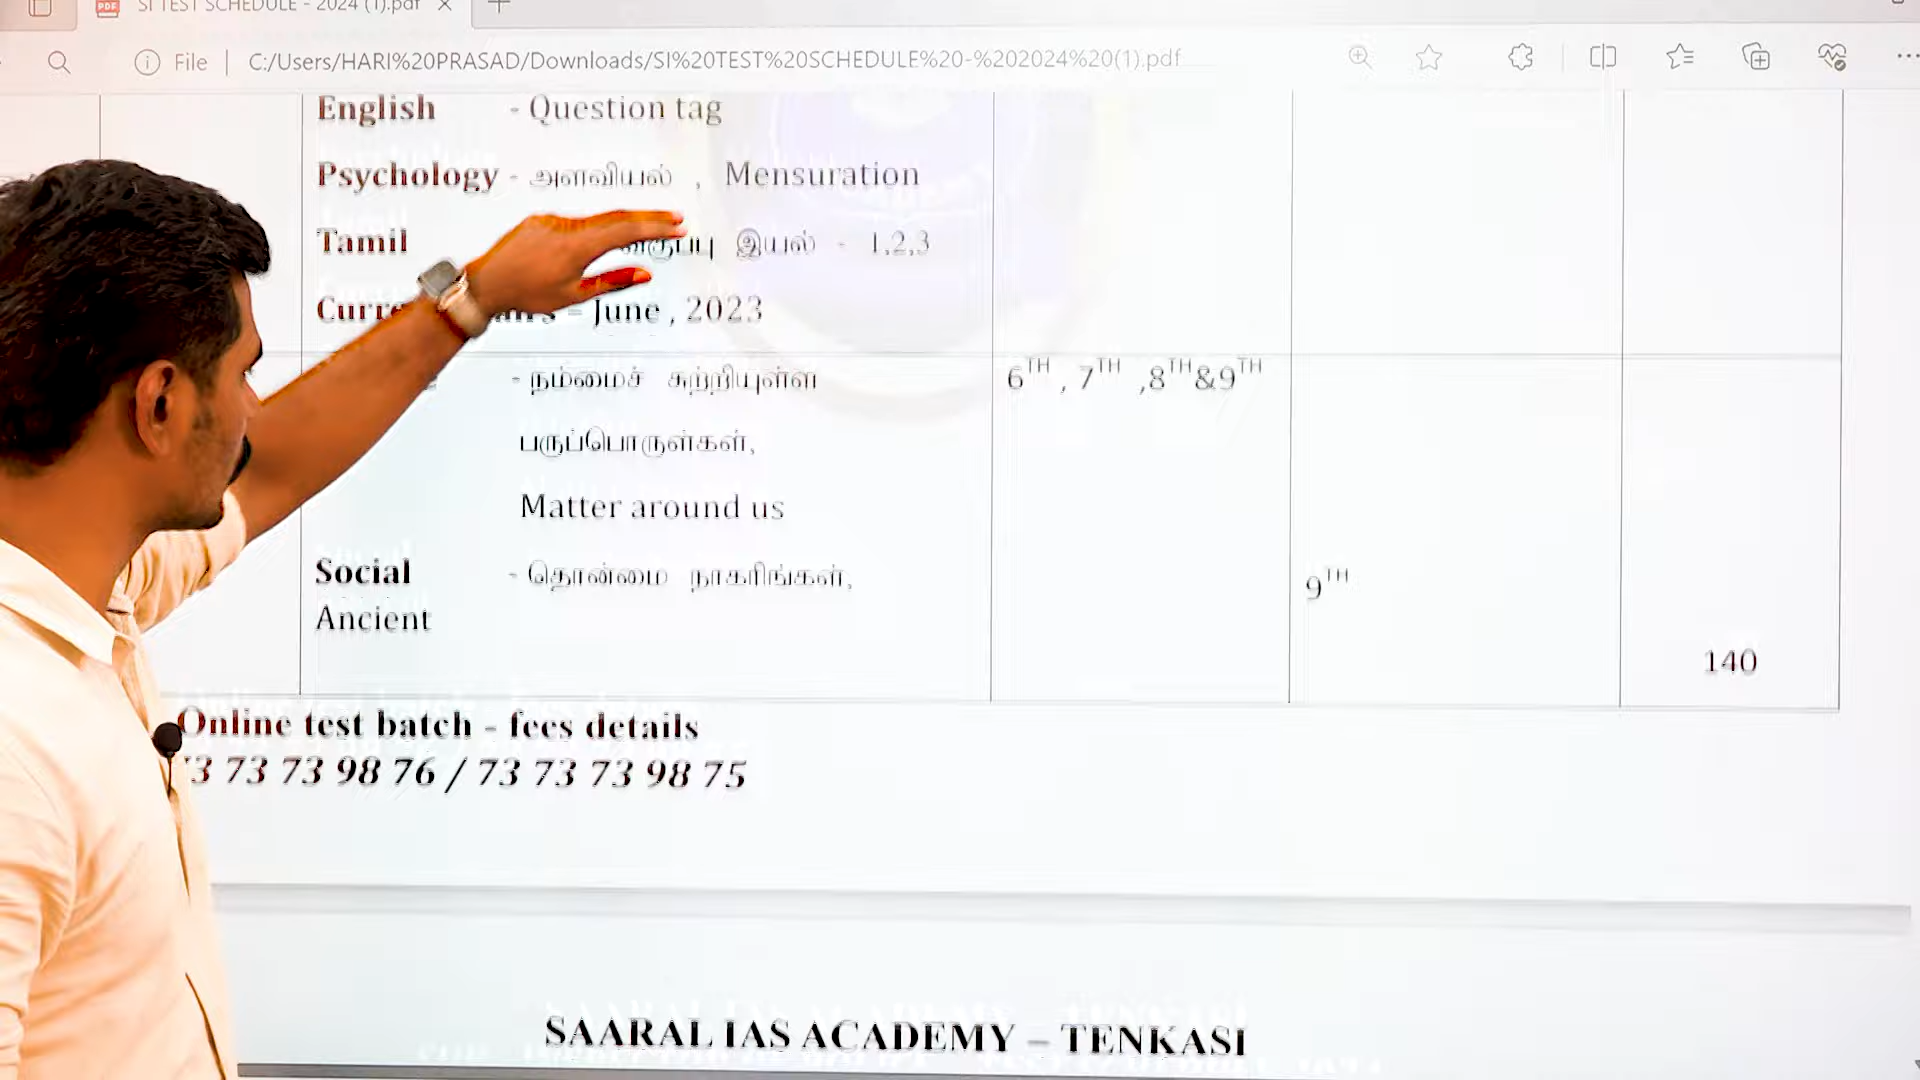 SI TEST SCHEDULE - 2024 (1).pdf
File C:/Users/HARI%20PRASAD/Downloads/SI%20TEST%20SCHEDULE%20-%202024%20(1).pdf
English - Question tag
Psychology - அளவியல் , Mensuration
Tamil இயல் - 1,2,3
June , 2023
- நம்மைச் சுற்றியுள்ள 6TH , 7TH ,8TH&9TH
பருப்பொருள்கள்,
Matter around us
Social - தொன்மை நாகரிங்கள், 9TH
Ancient
140
Online test batch - fees details
73 73 98 76 / 73 73 73 98 75
SAARAL IAS ACADEMY – TENKASI